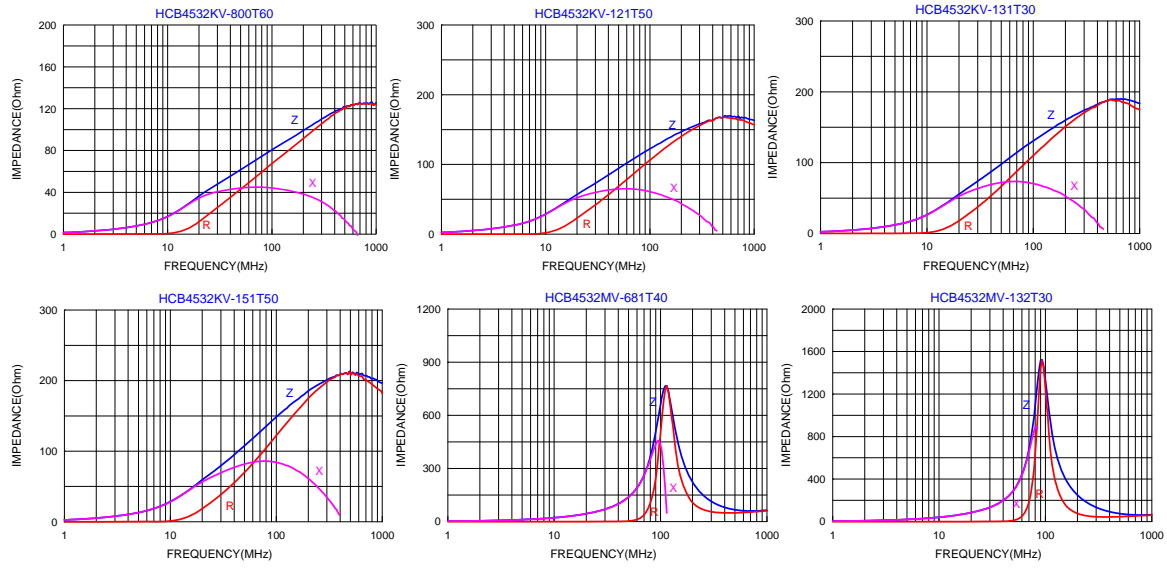 HCB4532KV-800T60
IMPEDANCE(Ohm)
200
160
120
80
40
0
Z
X
R
1
10
100
1000
FREQUENCY(MHz)
HCB4532KV-121T50
IMPEDANCE(Ohm)
300
200
100
0
Z
X
R
1
10
100
1000
FREQUENCY(MHz)
HCB4532KV-131T30
IMPEDANCE(Ohm)
300
200
100
0
Z
X
R
1
10
100
1000
FREQUENCY(MHz)
HCB4532KV-151T50
IMPEDANCE(Ohm)
300
200
100
0
Z
X
R
1
10
100
1000
FREQUENCY(MHz)
HCB4532MV-681T40
IMPEDANCE(Ohm)
1200
900
600
300
0
Z
X
R
1
10
100
1000
FREQUENCY(MHz)
HCB4532MV-132T30
IMPEDANCE(Ohm)
2000
1600
1200
800
400
0
Z
R
X
1
10
100
1000
FREQUENCY(MHz)